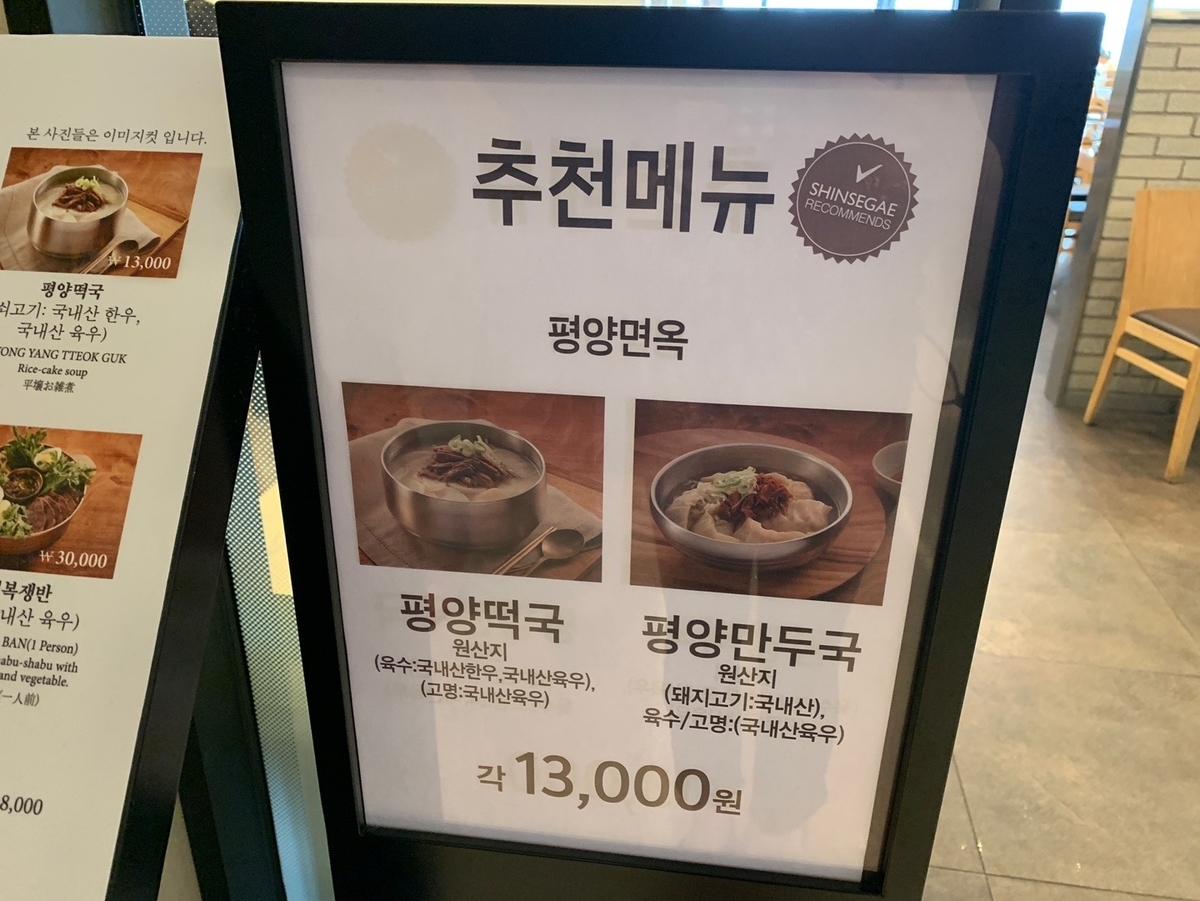 본 사진들은 이미지컷 입니다.
₩13,000
평양떡국
쇠고기: 국내산 한우,
국내산 육우)
YANG TTEOK GUK
Rice-cake soup
平壌お雑煮
₩30,000
복쟁반
내산 육우)
BAN(1 Person)
abu-shabu with
and vegetable.
(一人前)
8,000
추천메뉴
SHINSEGAE
RECOMMENDS
평양면옥
평양떡국
원산지
(육수:국내산한우,국내산육우),
(고명:국내산육우)
평양만두국
원산지
(돼지고기:국내산),
육수/고명:(국내산육우)
각 13,000원